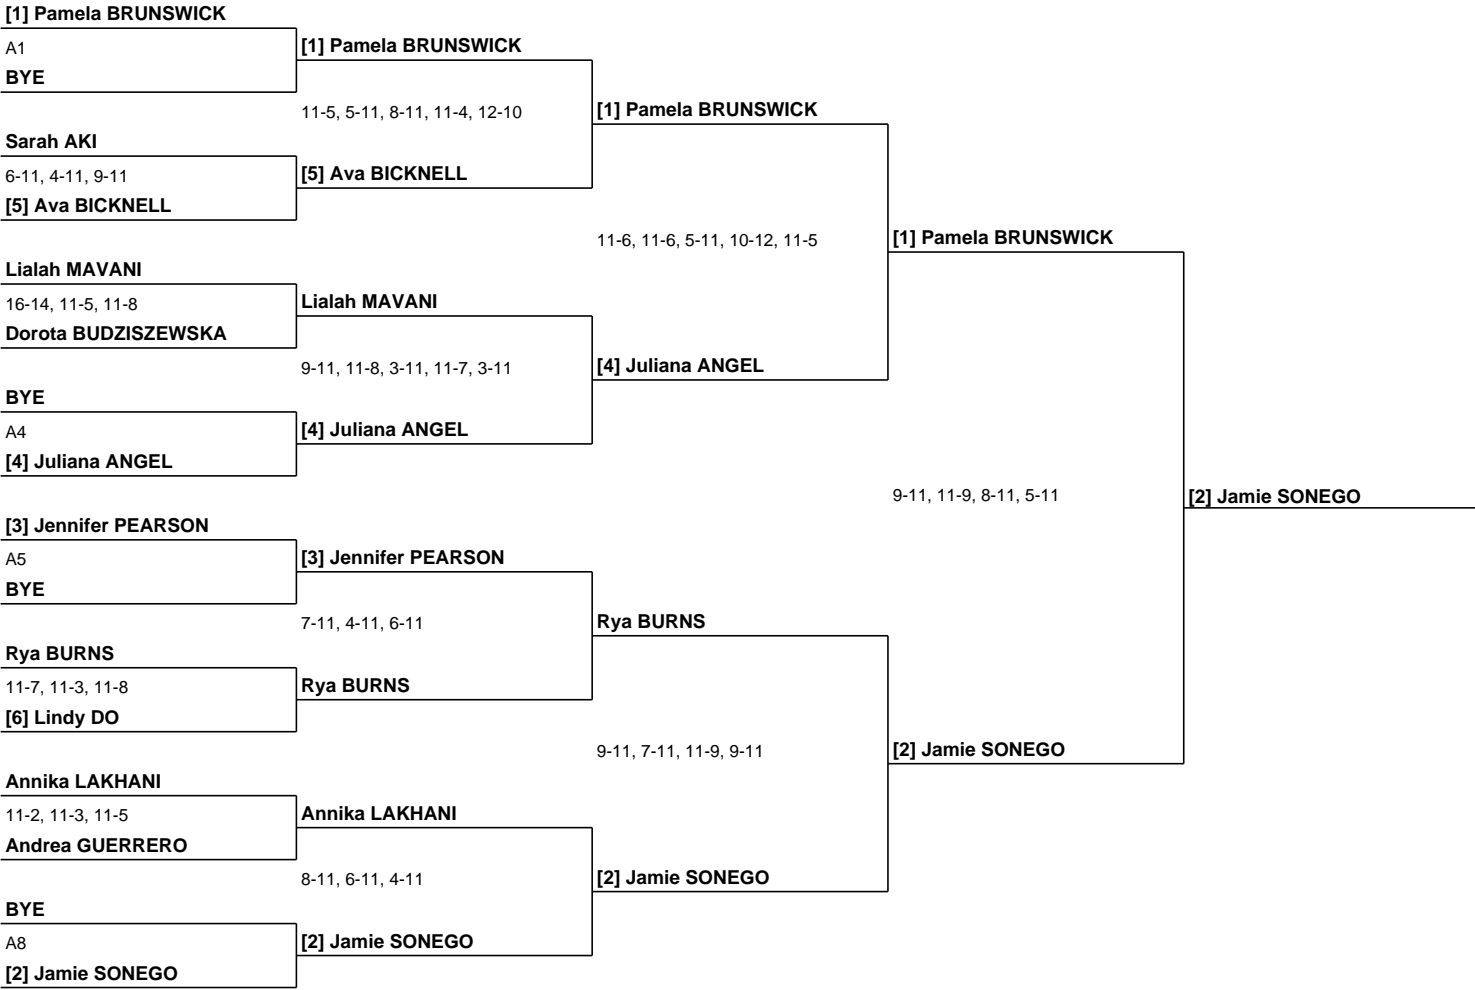 [1] Pamela BRUNSWICK
A1
BYE
Sarah AKI
6-11, 4-11, 9-11
[5] Ava BICKNELL
Lialah MAVANI
16-14, 11-5, 11-8
Dorota BUDZISZEWSKA
BYE
A4
[4] Juliana ANGEL
[3] Jennifer PEARSON
A5
BYE
Rya BURNS
11-7, 11-3, 11-8
[6] Lindy DO
Annika LAKHANI
11-2, 11-3, 11-5
Andrea GUERRERO
BYE
A8
[2] Jamie SONEGO
[1] Pamela BRUNSWICK
11-5, 5-11, 8-11, 11-4, 12-10
[5] Ava BICKNELL
Lialah MAVANI
9-11, 11-8, 3-11, 11-7, 3-11
[4] Juliana ANGEL
[3] Jennifer PEARSON
7-11, 4-11, 6-11
Rya BURNS
Annika LAKHANI
8-11, 6-11, 4-11
[2] Jamie SONEGO
[1] Pamela BRUNSWICK
11-6, 11-6, 5-11, 10-12, 11-5
[4] Juliana ANGEL
Rya BURNS
9-11, 7-11, 11-9, 9-11
[2] Jamie SONEGO
[1] Pamela BRUNSWICK
9-11, 11-9, 8-11, 5-11
[2] Jamie SONEGO
[2] Jamie SONEGO